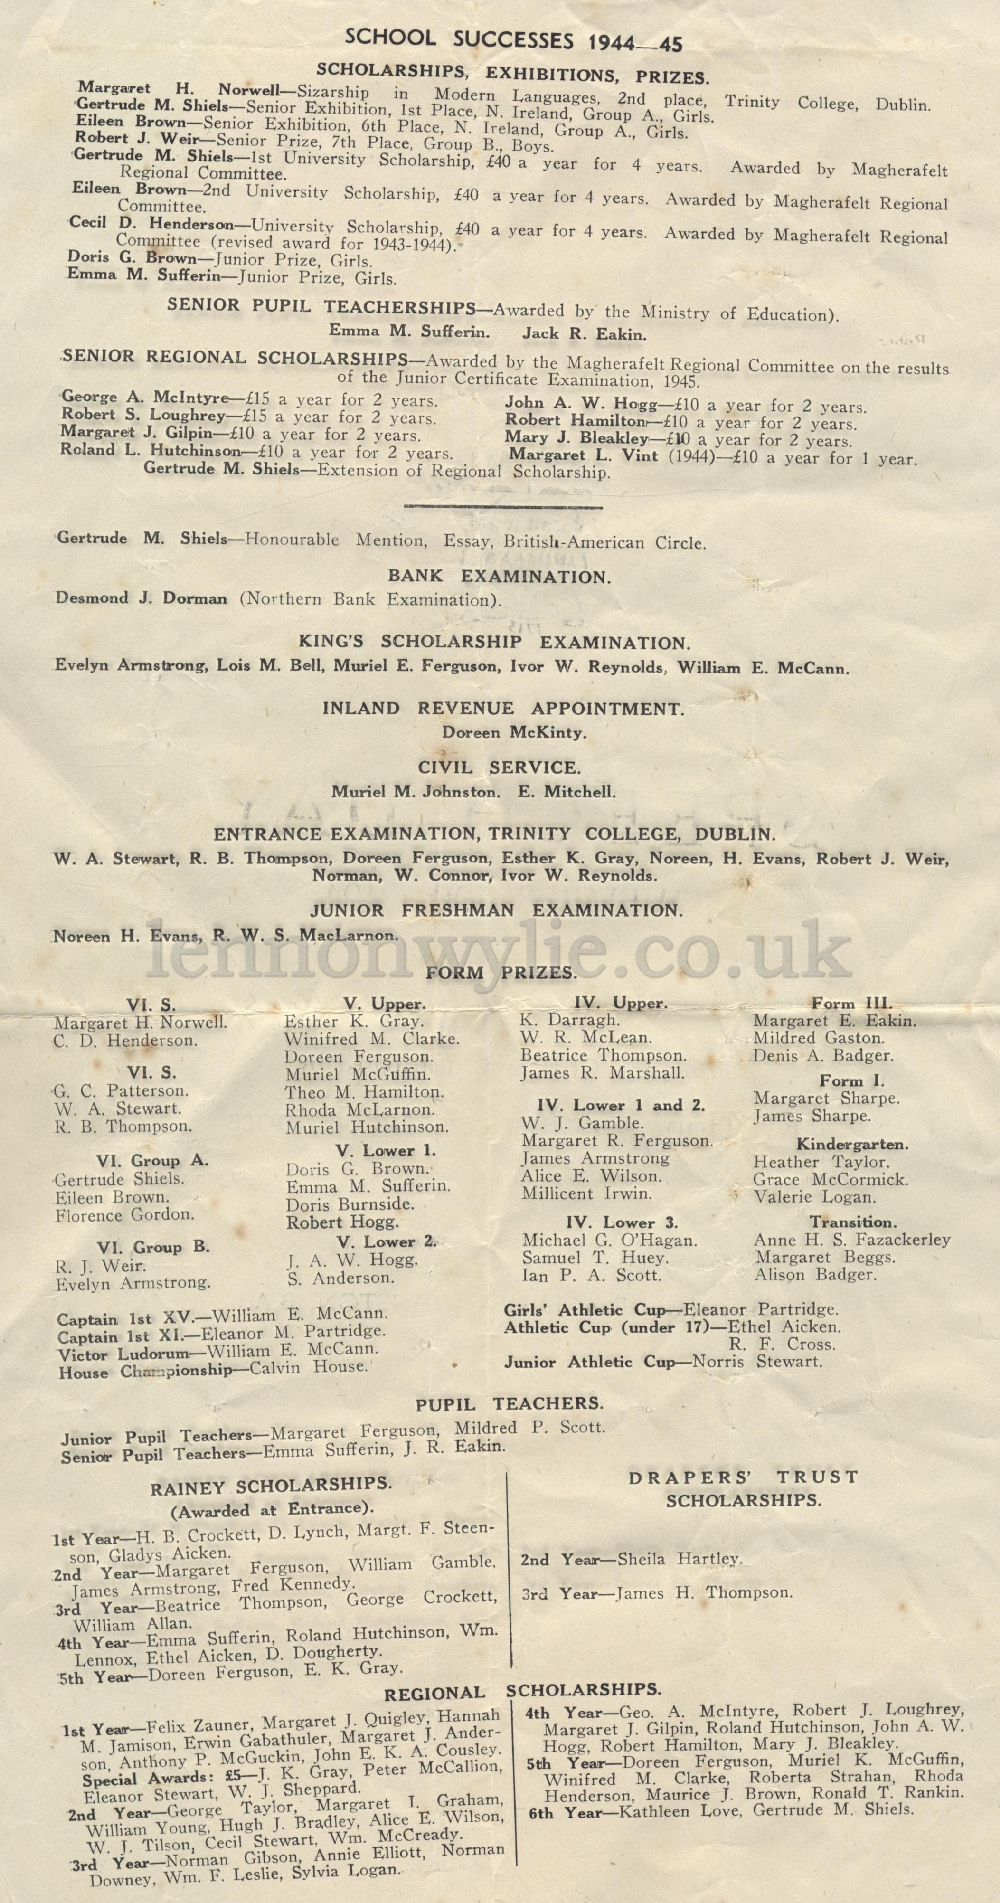 SCHOOL SUCCESSES 1944—45
SCHOLARSHIPS, EXHIBITIONS, PRIZES.
Margaret H. Norwell—Sizarship in Modern Languages, 2nd place, Trinity College, Dublin.
Gertrude M. Shiels—Senior Exhibition, 1st Place, N. Ireland, Group A., Girls.
Eileen Brown—Senior Exhibition, 6th Place, N. Ireland, Group A., Girls.
Robert J. Weir—Senior Prize, 7th Place, Group B., Boys.
Gertrude M. Shiels—1st University Scholarship, £40 a year for 4 years. Awarded by Magherafelt
Regional Committee.
Eileen Brown—2nd University Scholarship, £40 a year for 4 years. Awarded by Magherafelt Regional
Committee.
Cecil D. Henderson—University Scholarship, £40 a year for 4 years. Awarded by Magherafelt Regional
Committee (revised award for 1943-1944).
Doris G. Brown—Junior Prize, Girls.
Emma M. Sufferin—Junior Prize, Girls.
SENIOR PUPIL TEACHERSHIPS—Awarded by the Ministry of Education).
Emma M. Sufferin. Jack R. Eakin.
SENIOR REGIONAL SCHOLARSHIPS—Awarded by the Magherafelt Regional Committee on the results
of the Junior Certificate Examination, 1945.
George A. McIntyre—£15 a year for 2 years.
Robert S. Loughrey—£15 a year for 2 years.
Margaret J. Gilpin—£10 a year for 2 years.
Roland L. Hutchinson—£10 a year for 2 years.
John A. W. Hogg—£10 a year for 2 years.
Robert Hamilton—£10 a year for 2 years.
Mary J. Bleakley—£10 a year for 2 years.
Margaret L. Vint (1944)—£10 a year for 1 year.
Gertrude M. Shiels—Extension of Regional Scholarship.
Gertrude M. Shiels—Honourable Mention, Essay, British-American Circle.
BANK EXAMINATION.
Desmond J. Dorman (Northern Bank Examination).
KING'S SCHOLARSHIP EXAMINATION.
Evelyn Armstrong, Lois M. Bell, Muriel E. Ferguson, Ivor W. Reynolds, William E. McCann.
INLAND REVENUE APPOINTMENT.
Doreen McKinty.
CIVIL SERVICE.
Muriel M. Johnston. E. Mitchell.
ENTRANCE EXAMINATION, TRINITY COLLEGE, DUBLIN.
W. A. Stewart, R. B. Thompson, Doreen Ferguson, Esther K. Gray, Noreen, H. Evans, Robert J. Weir,
Norman, W. Connor, Ivor W. Reynolds.
JUNIOR FRESHMAN EXAMINATION.
Noreen H. Evans, R. W. S. MacLarnon.
lennonwylie.co.uk
FORM PRIZES.
VI. S.
Margaret H. Norwell.
C. D. Henderson.
VI. S.
G. C. Patterson.
W. A. Stewart.
R. B. Thompson.
VI. Group A.
Gertrude Shiels.
Eileen Brown.
Florence Gordon.
VI. Group B.
R. J. Weir.
Evelyn Armstrong.
V. Upper.
Esther K. Gray.
Winifred M. Clarke.
Doreen Ferguson.
Muriel McGuffin.
Theo M. Hamilton.
Rhoda McLarnon.
Muriel Hutchinson.
V. Lower 1.
Doris G. Brown.
Emma M. Sufferin.
Doris Burnside.
Robert Hogg.
V. Lower 2.
J. A. W. Hogg.
S. Anderson.
IV. Upper.
K. Darragh.
W. R. McLean.
Beatrice Thompson.
James R. Marshall.
IV. Lower 1 and 2.
W. J. Gamble.
Margaret R. Ferguson.
James Armstrong
Alice E. Wilson.
Millicent Irwin.
IV. Lower 3.
Michael G. O'Hagan.
Samuel T. Huey.
Ian P. A. Scott.
Form III.
Margaret E. Eakin.
Mildred Gaston.
Denis A. Badger.
Form I.
Margaret Sharpe.
James Sharpe.
Kindergarten.
Heather Taylor.
Grace McCormick.
Valerie Logan.
Transition.
Anne H. S. Fazackerley
Margaret Beggs.
Alison Badger.
Captain 1st XV.—William E. McCann.
Captain 1st XI.—Eleanor M. Partridge.
Victor Ludorum—William E. McCann.
House Championship—Calvin House.
Girls' Athletic Cup—Eleanor Partridge.
Athletic Cup (under 17)—Ethel Aicken.
R. F. Cross.
Junior Athletic Cup—Norris Stewart.
PUPIL TEACHERS.
Junior Pupil Teachers—Margaret Ferguson, Mildred P. Scott.
Senior Pupil Teachers—Emma Sufferin, J. R. Eakin.
RAINEY SCHOLARSHIPS.
(Awarded at Entrance).
1st Year—H. B. Crockett, D. Lynch, Margt. F. Steen-
son, Gladys Aicken.
2nd Year—Margaret Ferguson, William Gamble,
James Armstrong, Fred Kennedy.
3rd Year—Beatrice Thompson, George Crockett,
William Allan.
4th Year—Emma Sufferin, Roland Hutchinson, Wm.
Lennox, Ethel Aicken, D. Dougherty.
5th Year—Doreen Ferguson, E. K. Gray.
DRAPERS' TRUST
SCHOLARSHIPS.
2nd Year—Sheila Hartley.
3rd Year—James H. Thompson.
REGIONAL SCHOLARSHIPS.
1st Year—Felix Zauner, Margaret J. Quigley, Hannah
M. Jamison, Erwin Gabathuler, Margaret J. Ander-
son, Anthony P. McGuckin, John E. K. A. Cousley.
Special Awards: £5—J. K. Gray, Peter McCallion,
Eleanor Stewart, W. J. Sheppard.
2nd Year—George Taylor, Margaret I. Graham,
William Young, Hugh J. Bradley, Alice E. Wilson,
W. J. Tilson, Cecil Stewart, Wm. McCready.
3rd Year—Norman Gibson, Annie Elliott, Norman
Downey, Wm. F. Leslie, Sylvia Logan.
4th Year—Geo. A. McIntyre, Robert J. Loughrey,
Margaret J. Gilpin, Roland Hutchinson, John A. W.
Hogg, Robert Hamilton, Mary J. Bleakley.
5th Year—Doreen Ferguson, Muriel K. McGuffin,
Winifred M. Clarke, Roberta Strahan, Rhoda
Henderson, Maurice J. Brown, Ronald T. Rankin.
6th Year—Kathleen Love, Gertrude M. Shiels.